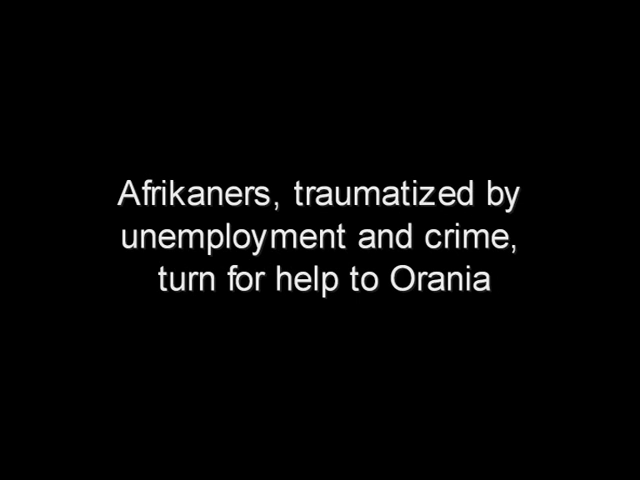 Afrikaners, traumatized by
unemployment and crime,
turn for help to Orania